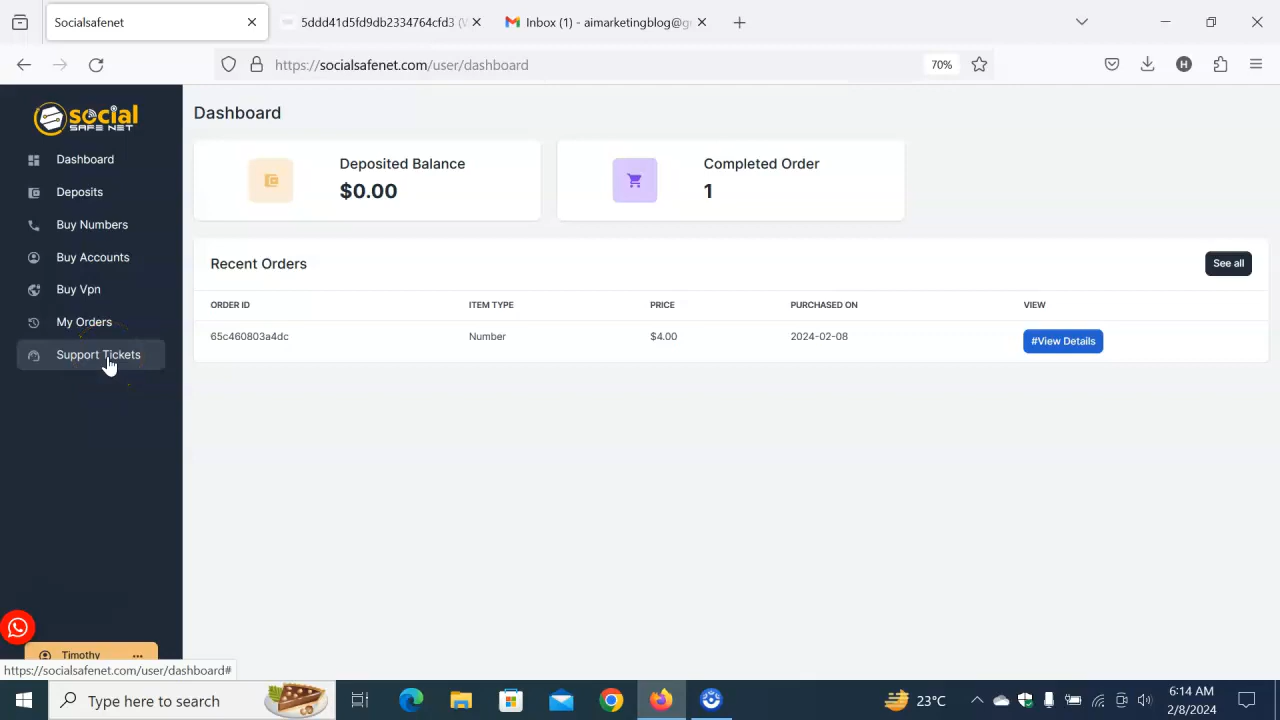 Socialsafenet
5ddd41d5fd9db2334764cfd3 (
Inbox (1) - aimarketingblog@g
https://socialsafenet.com/user/dashboard
70%
H
social
SAFE NET
Dashboard
Deposits
Buy Numbers
Buy Accounts
Buy Vpn
My Orders
Support Tickets
Timothy
...
https://socialsafenet.com/user/dashboard#
Dashboard
Deposited Balance
$0.00
Completed Order
1
Recent Orders
See all
ORDER ID ITEM TYPE PRICE PURCHASED ON VIEW
65c460803a4dc Number $4.00 2024-02-08 #View Details
Type here to search
23°C
6:14 AM
2/8/2024